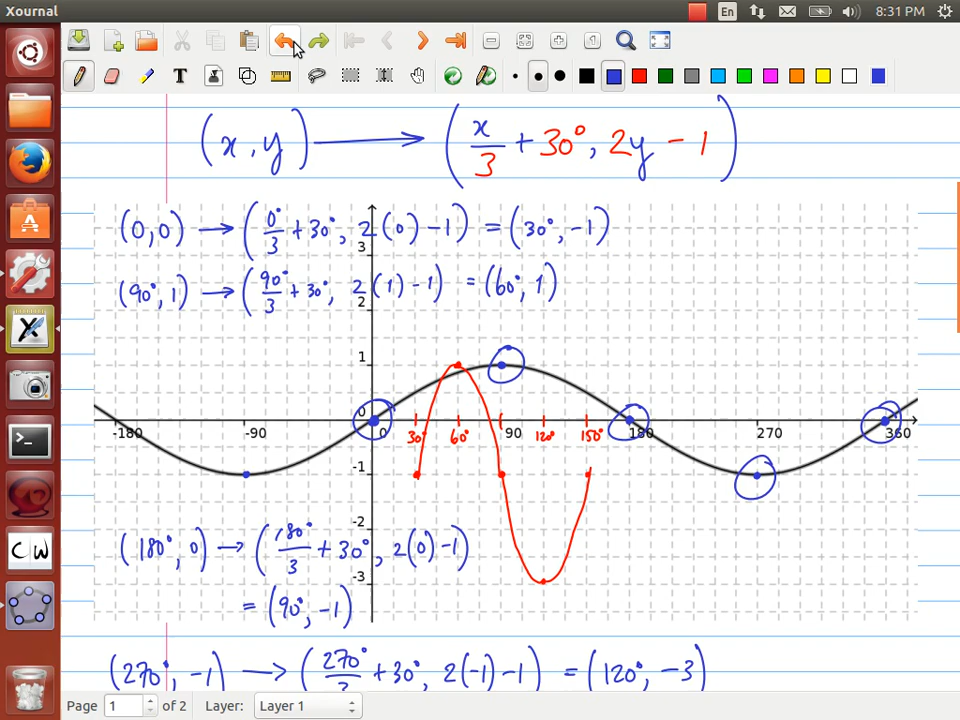 Xournal
En
8:31 PM
T
(x, y) → (x/3 + 30°, 2y - 1)
(0,0) → (0°/3 + 30°, 2(0) - 1) = (30°, -1)
3
(90°, 1) → (90°/3 + 30°, 2(1) - 1) = (60°, 1)
2
1
0
-180 -90 0 30° 60° 90 120° 150° 180 270 360
-1
-2
(180°, 0) → (180°/3 + 30°, 2(0) - 1)
-3
= (90°, -1)
(270°, -1) → (270°/3 + 30°, 2(-1) - 1) = (120°, -3)
CW
Page 1 of 2 Layer: Layer 1